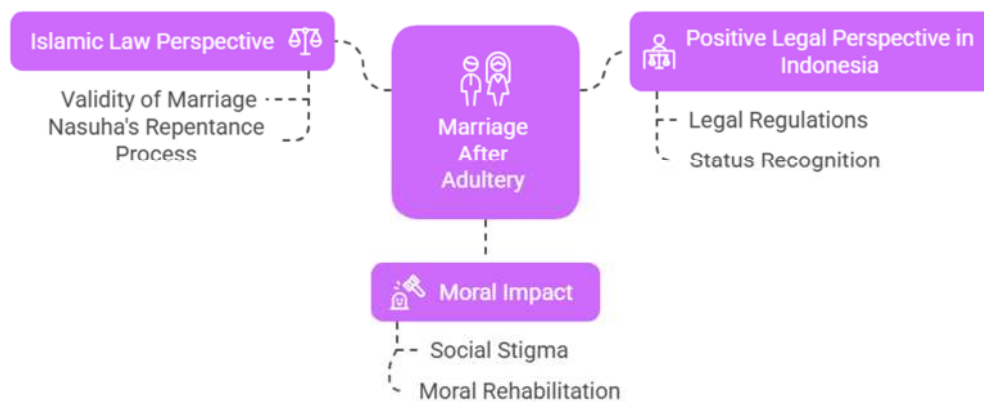 Islamic Law Perspective
Validity of Marriage
Nasuha's Repentance
Process
Marriage
After
Adultery
Positive Legal Perspective in
Indonesia
Legal Regulations
Status Recognition
Moral Impact
Social Stigma
Moral Rehabilitation